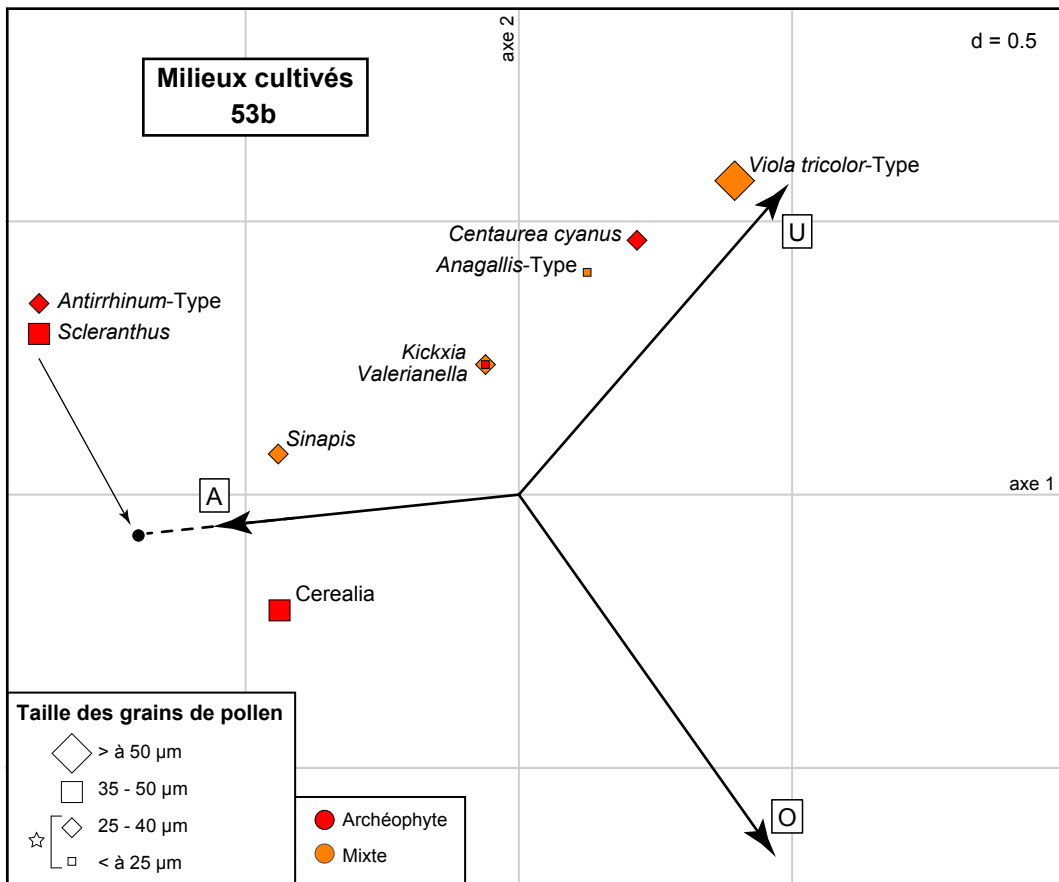 axe 2
d = 0.5
Milieux cultivés
53b
Viola tricolor-Type
U
Centaurea cyanus
Anagallis-Type
Antirrhinum-Type
Scleranthus
Kickxia
Valerianella
Sinapis
A
axe 1
Cerealia
O
Taille des grains de pollen
> à 50 µm
35 - 50 µm
25 - 40 µm
< à 25 µm
Archéophyte
Mixte